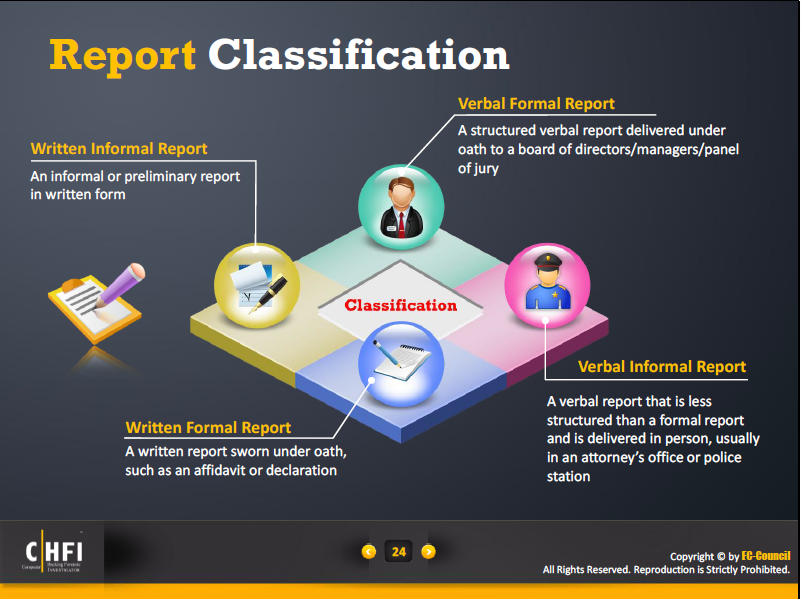 Report Classification
Verbal Formal Report
A structured verbal report delivered under
oath to a board of directors/managers/panel
of jury
Written Informal Report
An informal or preliminary report
in written form
Classification
Verbal Informal Report
A verbal report that is less
structured than a formal report
and is delivered in person, usually
in an attorney's office or police
station
Written Formal Report
A written report sworn under oath,
such as an affidavit or declaration
CHFI
Computer Hacking Forensic
INVESTIGATOR
24
Copyright © by EC-Council
All Rights Reserved. Reproduction is Strictly Prohibited.